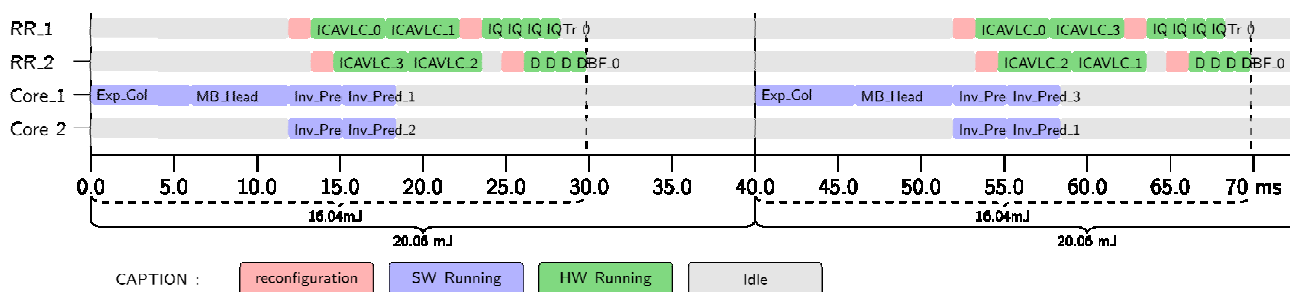 RR_1 ICAVLC_0 ICAVLC_1 IQ IQ IQ IQTr_0 ICAVLC_0 ICAVLC_3 IQ IQ IQ IQTr_0
RR_2 ICAVLC_3 ICAVLC_2 D D D DBF_0 ICAVLC_2 ICAVLC_1 D D D DBF_0
Core_1 Exp_Gol MB_Head Inv_Pre Inv_Pred_1 Exp_Gol MB_Head Inv_Pre Inv_Pred_3
Core_2 Inv_Pre Inv_Pred_2 Inv_Pre Inv_Pred_1
0.0 5.0 10.0 15.0 20.0 25.0 30.0 35.0 40.0 45.0 50.0 55.0 60.0 65.0 70 ms
16.04mJ 16.04mJ
20.06 mJ 20.06 mJ
CAPTION : reconfiguration SW Running HW Running Idle